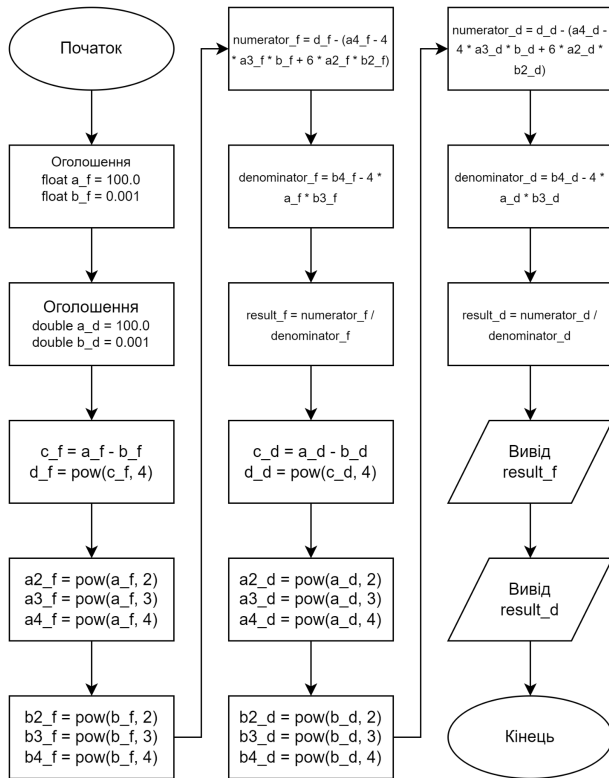 Початок
Оголошення
float a_f = 100.0
float b_f = 0.001
Оголошення
double a_d = 100.0
double b_d = 0.001
c_f = a_f - b_f
d_f = pow(c_f, 4)
a2_f = pow(a_f, 2)
a3_f = pow(a_f, 3)
a4_f = pow(a_f, 4)
b2_f = pow(b_f, 2)
b3_f = pow(b_f, 3)
b4_f = pow(b_f, 4)
numerator_f = d_f - (a4_f - 4
* a3_f * b_f + 6 * a2_f * b2_f)
denominator_f = b4_f - 4 *
a_f * b3_f
result_f = numerator_f /
denominator_f
c_d = a_d - b_d
d_d = pow(c_d, 4)
a2_d = pow(a_d, 2)
a3_d = pow(a_d, 3)
a4_d = pow(a_d, 4)
b2_d = pow(b_d, 2)
b3_d = pow(b_d, 3)
b4_d = pow(b_d, 4)
numerator_d = d_d - (a4_d -
4 * a3_d * b_d + 6 * a2_d *
b2_d)
denominator_d = b4_d - 4 *
a_d * b3_d
result_d = numerator_d /
denominator_d
Вивід
result_f
Вивід
result_d
Кінець